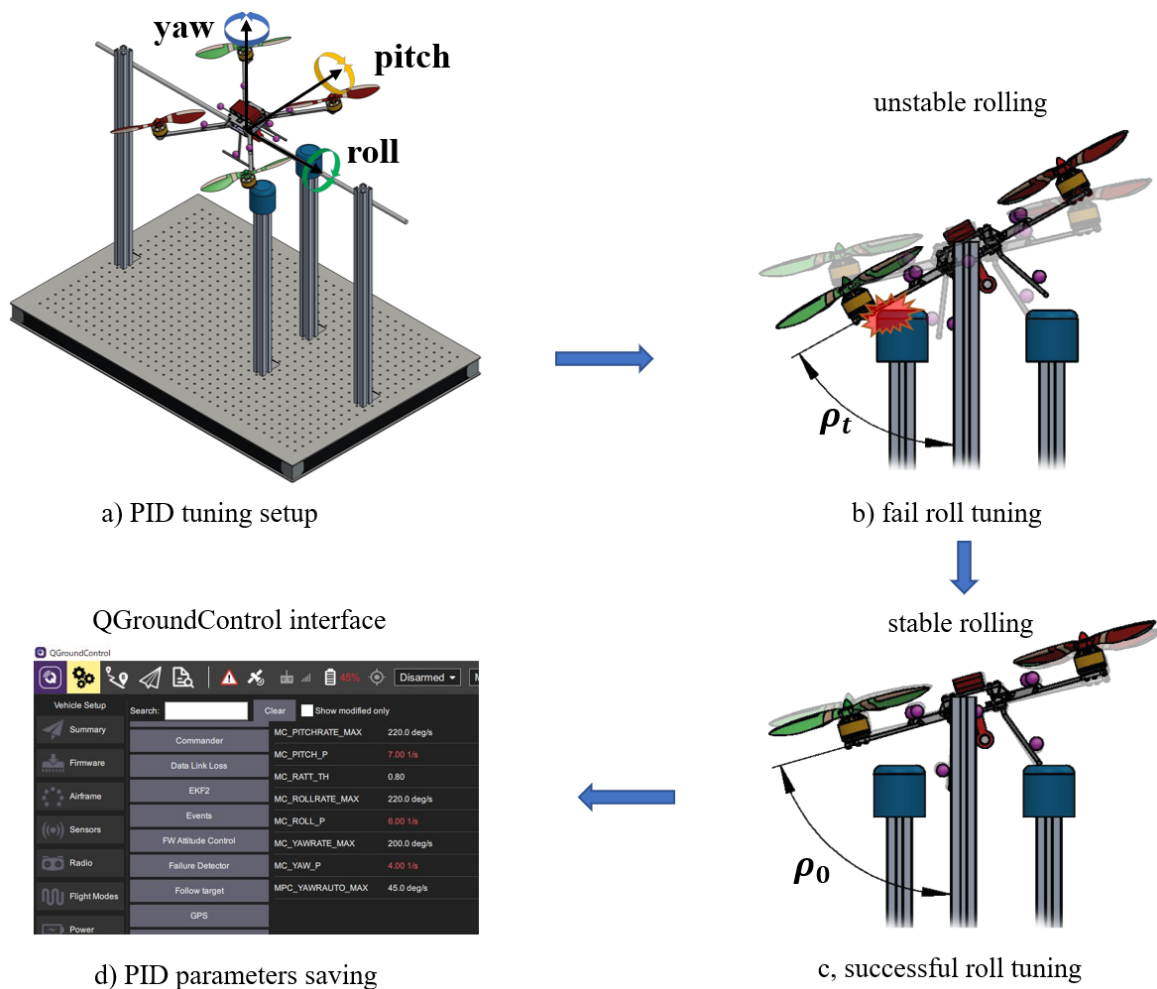 yaw
pitch
roll
a) PID tuning setup
unstable rolling
ρt
b) fail roll tuning
stable rolling
ρ0
c, successful roll tuning
QGroundControl interface
QGroundControl
45%
Disarmed
M
Vehicle Setup
Search:
Clear
Show modified only
Summary
Firmware
Airframe
Sensors
Radio
Flight Modes
Power
Commander
Data Link Loss
EKF2
Events
FW Attitude Control
Failure Detector
Follow target
GPS
MC_PITCHRATE_MAX 220.0 deg/s
MC_PITCH_P 7.00 1/s
MC_RATT_TH 0.80
MC_ROLLRATE_MAX 220.0 deg/s
MC_ROLL_P 6.00 1/s
MC_YAWRATE_MAX 200.0 deg/s
MC_YAW_P 4.00 1/s
MPC_YAWRAUTO_MAX 45.0 deg/s
d) PID parameters saving